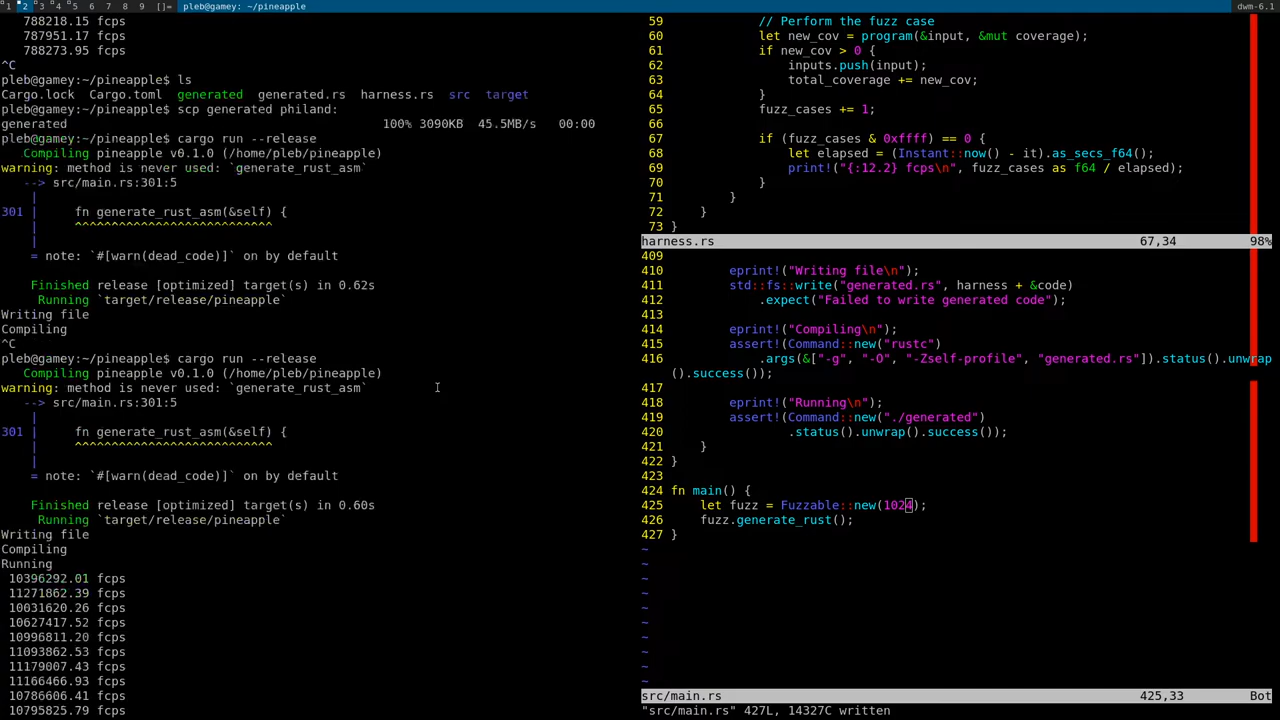 1 2 3 4 5 6 7 8 9 []= pleb@gamey: ~/pineapple dwm-6.1
788218.15 fcps
787951.17 fcps
788273.95 fcps
^C
pleb@gamey:~/pineapple$ ls
Cargo.lock  Cargo.toml  generated  generated.rs  harness.rs  src  target
pleb@gamey:~/pineapple$ scp generated philand:
generated                                     100% 3090KB  45.5MB/s   00:00
pleb@gamey:~/pineapple$ cargo run --release
   Compiling pineapple v0.1.0 (/home/pleb/pineapple)
warning: method is never used: `generate_rust_asm`
   --> src/main.rs:301:5
    |
301 |     fn generate_rust_asm(&self) {
    |     ^^^^^^^^^^^^^^^^^^^^^^^^^^^
    |
    = note: `#[warn(dead_code)]` on by default
    Finished release [optimized] target(s) in 0.62s
     Running `target/release/pineapple`
Writing file
Compiling
^C
pleb@gamey:~/pineapple$ cargo run --release
   Compiling pineapple v0.1.0 (/home/pleb/pineapple)
warning: method is never used: `generate_rust_asm`
   --> src/main.rs:301:5
    |
301 |     fn generate_rust_asm(&self) {
    |     ^^^^^^^^^^^^^^^^^^^^^^^^^^^
    |
    = note: `#[warn(dead_code)]` on by default
    Finished release [optimized] target(s) in 0.60s
     Running `target/release/pineapple`
Writing file
Compiling
Running
 10396292.01 fcps
 11271862.39 fcps
 10031620.26 fcps
 10627417.52 fcps
 10996811.20 fcps
 11093862.53 fcps
 11179007.43 fcps
 11166466.93 fcps
 10786606.41 fcps
 10795825.79 fcps
59             // Perform the fuzz case
60             let new_cov = program(&input, &mut coverage);
61             if new_cov > 0 {
62                 inputs.push(input);
63                 total_coverage += new_cov;
64             }
65             fuzz_cases += 1;
66
67             if (fuzz_cases & 0xffff) == 0 {
68                 let elapsed = (Instant::now() - it).as_secs_f64();
69                 print!("{:12.2} fcps\n", fuzz_cases as f64 / elapsed);
70             }
71         }
72     }
73 }
harness.rs                                                    67,34          98%
409
410         eprint!("Writing file\n");
411         std::fs::write("generated.rs", harness + &code)
412             .expect("Failed to write generated code");
413
414         eprint!("Compiling\n");
415         assert!(Command::new("rustc")
416             .args(&["-g", "-O", "-Zself-profile", "generated.rs"]).status().unwrap
().success());
417
418         eprint!("Running\n");
419         assert!(Command::new("./generated")
420                 .status().unwrap().success());
421     }
422 }
423
424 fn main() {
425     let fuzz = Fuzzable::new(1024);
426     fuzz.generate_rust();
427 }
~
~
~
~
~
~
~
~
~
~
src/main.rs                                                   425,33         Bot
"src/main.rs" 427L, 14327C written